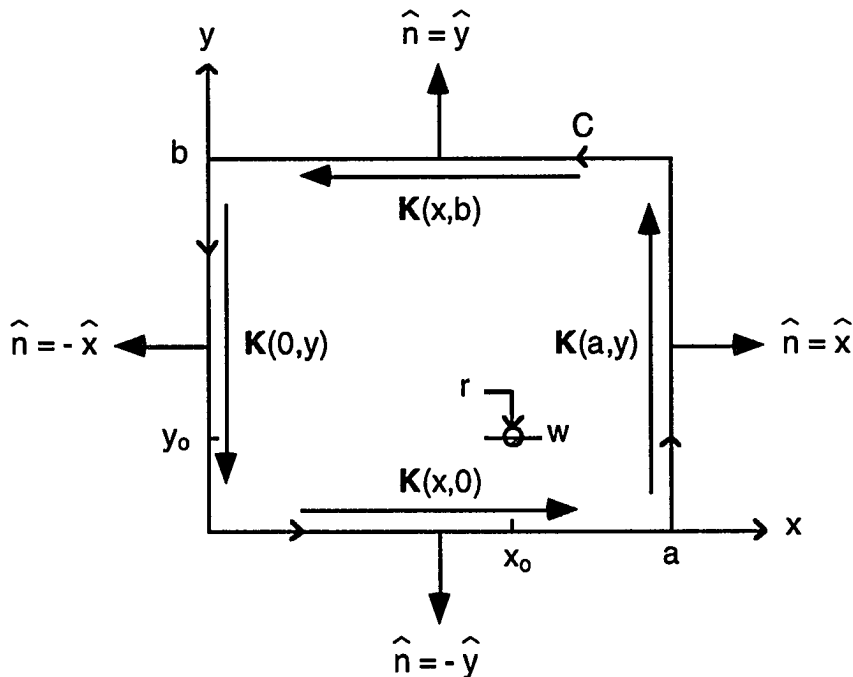 y
n̂ = ŷ
C
b
K(x,b)
n̂ = - x̂
K(0,y)
K(a,y)
n̂ = x̂
r
y₀
w
K(x,0)
x
x₀
a
n̂ = - ŷ